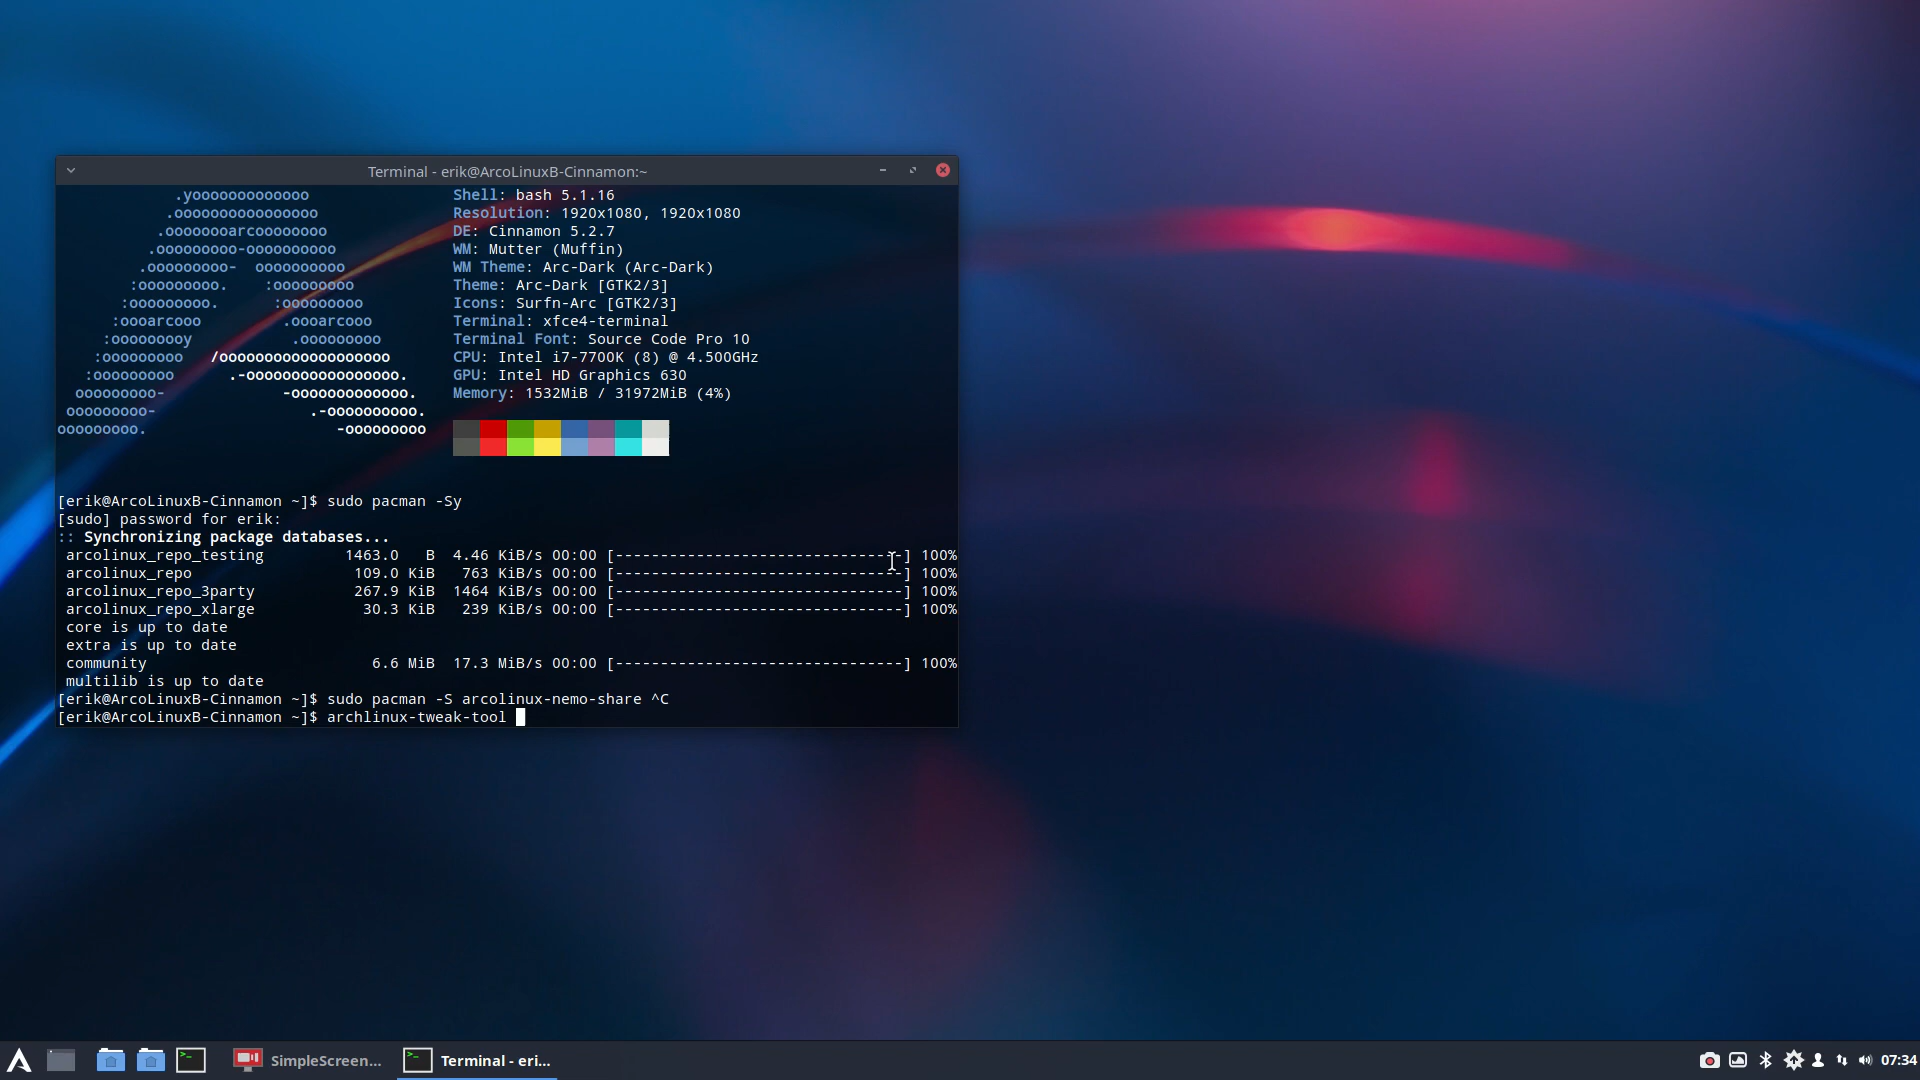 Terminal - erik@ArcoLinuxB-Cinnamon:~
.yooooooooooooo Shell: bash 5.1.16
.oooooooooooooooo Resolution: 1920x1080, 1920x1080
.oooooooarcoooooooo DE: Cinnamon 5.2.7
.ooooooooo-oooooooooo WM: Mutter (Muffin)
.ooooooooo-  oooooooooo WM Theme: Arc-Dark (Arc-Dark)
:ooooooooo.    :ooooooooo Theme: Arc-Dark [GTK2/3]
:ooooooooo.      :ooooooooo Icons: Surfn-Arc [GTK2/3]
:oooarcooo         .oooarcooo Terminal: xfce4-terminal
:ooooooooy           .ooooooooo Terminal Font: Source Code Pro 10
:ooooooooo   /ooooooooooooooooooo CPU: Intel i7-7700K (8) @ 4.500GHz
:ooooooooo      .-ooooooooooooooooo. GPU: Intel HD Graphics 630
ooooooooo-             -ooooooooooooo. Memory: 1532MiB / 31972MiB (4%)
ooooooooo-                 .-oooooooooo.
ooooooooo.                     -ooooooooo
[erik@ArcoLinuxB-Cinnamon ~]$ sudo pacman -Sy
[sudo] password for erik:
:: Synchronizing package databases...
arcolinux_repo_testing 1463.0   B  4.46 KiB/s 00:00 [--------------------------------] 100%
arcolinux_repo 109.0 KiB   763 KiB/s 00:00 [--------------------------------] 100%
arcolinux_repo_3party 267.9 KiB  1464 KiB/s 00:00 [--------------------------------] 100%
arcolinux_repo_xlarge 30.3 KiB   239 KiB/s 00:00 [--------------------------------] 100%
core is up to date
extra is up to date
community 6.6 MiB  17.3 MiB/s 00:00 [--------------------------------] 100%
multilib is up to date
[erik@ArcoLinuxB-Cinnamon ~]$ sudo pacman -S arcolinux-nemo-share ^C
[erik@ArcoLinuxB-Cinnamon ~]$ archlinux-tweak-tool
SimpleScreen... Terminal - eri... 07:34